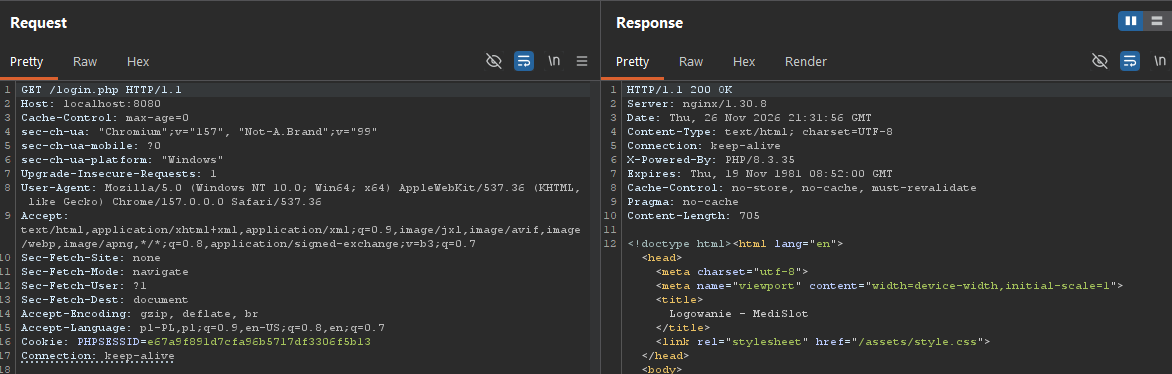 Request
Pretty Raw Hex
\n
1 GET /login.php HTTP/1.1
2 Host: localhost:8080
3 Cache-Control: max-age=0
4 sec-ch-ua: "Chromium";v="157", "Not-A.Brand";v="99"
5 sec-ch-ua-mobile: ?0
6 sec-ch-ua-platform: "Windows"
7 Upgrade-Insecure-Requests: 1
8 User-Agent: Mozilla/5.0 (Windows NT 10.0; Win64; x64) AppleWebKit/537.36 (KHTML,
like Gecko) Chrome/157.0.0.0 Safari/537.36
9 Accept:
text/html,application/xhtml+xml,application/xml;q=0.9,image/jxl,image/avif,image
/webp,image/apng,*/*;q=0.8,application/signed-exchange;v=b3;q=0.7
10 Sec-Fetch-Site: none
11 Sec-Fetch-Mode: navigate
12 Sec-Fetch-User: ?1
13 Sec-Fetch-Dest: document
14 Accept-Encoding: gzip, deflate, br
15 Accept-Language: pl-PL,pl;q=0.9,en-US;q=0.8,en;q=0.7
16 Cookie: PHPSESSID=e67a9f891d7cfa96b5717df3306f5b13
17 Connection: keep-alive
18
Response
Pretty Raw Hex Render
\n
1 HTTP/1.1 200 OK
2 Server: nginx/1.30.8
3 Date: Thu, 26 Nov 2026 21:31:56 GMT
4 Content-Type: text/html; charset=UTF-8
5 Connection: keep-alive
6 X-Powered-By: PHP/8.3.35
7 Expires: Thu, 19 Nov 1981 08:52:00 GMT
8 Cache-Control: no-store, no-cache, must-revalidate
9 Pragma: no-cache
10 Content-Length: 705
11
12 <!doctype html><html lang="en">
<head>
<meta charset="utf-8">
<meta name="viewport" content="width=device-width,initial-scale=1">
<title>
Logowanie - MediSlot
</title>
<link rel="stylesheet" href="/assets/style.css">
</head>
<body>